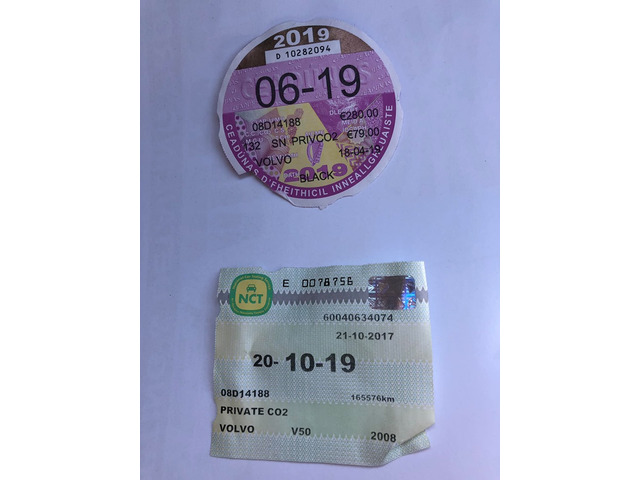 2019
D 10282094
06-19
08D14188 €280.00
132 SN PRIVCO2 €79.00
VOLVO 18-04-19
BLACK
2019
CEADÚNAS D'FHEITHICIL INNEALLGHLUAISTE
NCT
E 0078756
60040634074
21-10-2017
20-10-19
08D14188 165576km
PRIVATE CO2
VOLVO V50 2008